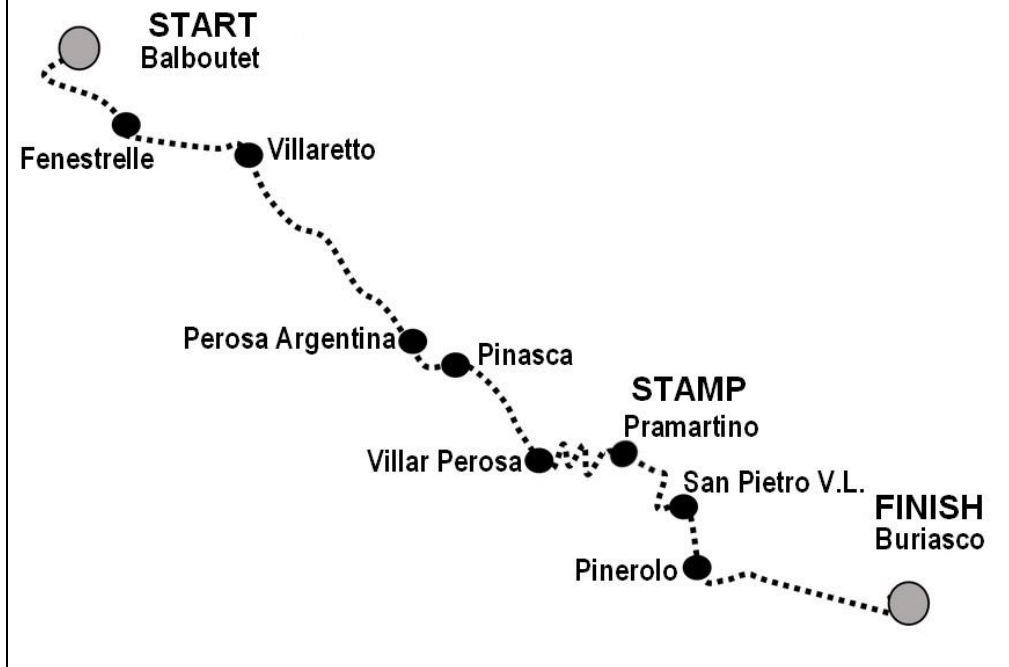 START
Balboutet
Fenestrelle
Villaretto
Perosa Argentina
Pinasca
STAMP
Pramartino
Villar Perosa
San Pietro V.L.
FINISH
Buriasco
Pinerolo